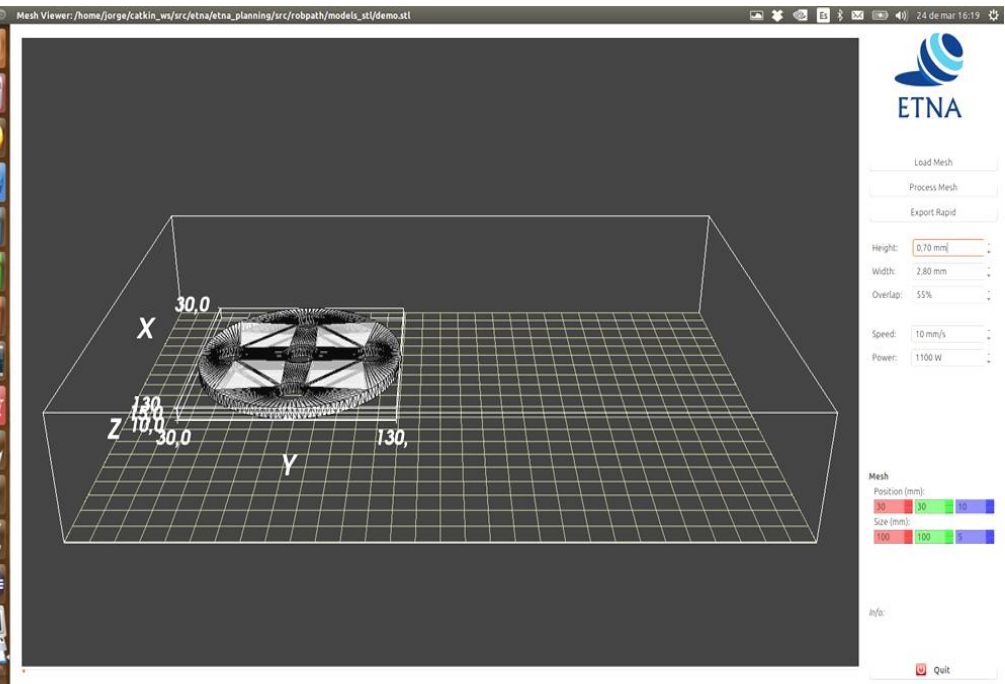 Mesh Viewer: /home/jorge/catkin_ws/src/etna/etna_planning/src/robpath/models_stl/demo.stl
Es
24 de mar 16:19
ETNA
Load Mesh
Process Mesh
Export Rapid
Height: 0,70 mm
Width: 2,80 mm
Overlap: 55%
Speed: 10 mm/s
Power: 1100 W
30,0
X
130
Z 10,0
30,0
130,
Y
Mesh
Position (mm):
30 30 10
Size (mm):
100 100 5
Info:
Quit